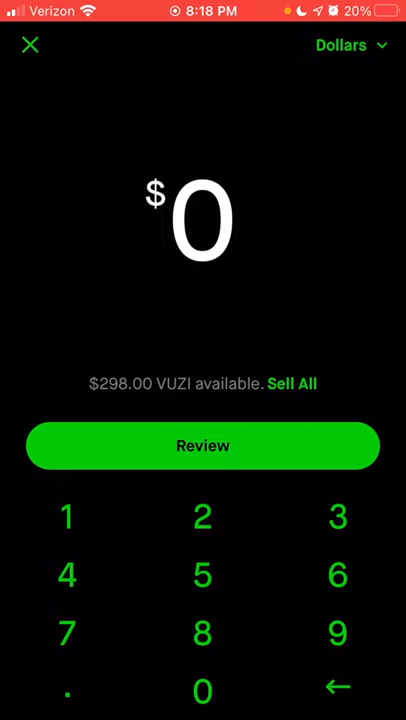 Verizon 8:18 PM 20%
Dollars
$0
$298.00 VUZI available. Sell All
Review
1 2 3
4 5 6
7 8 9
. 0